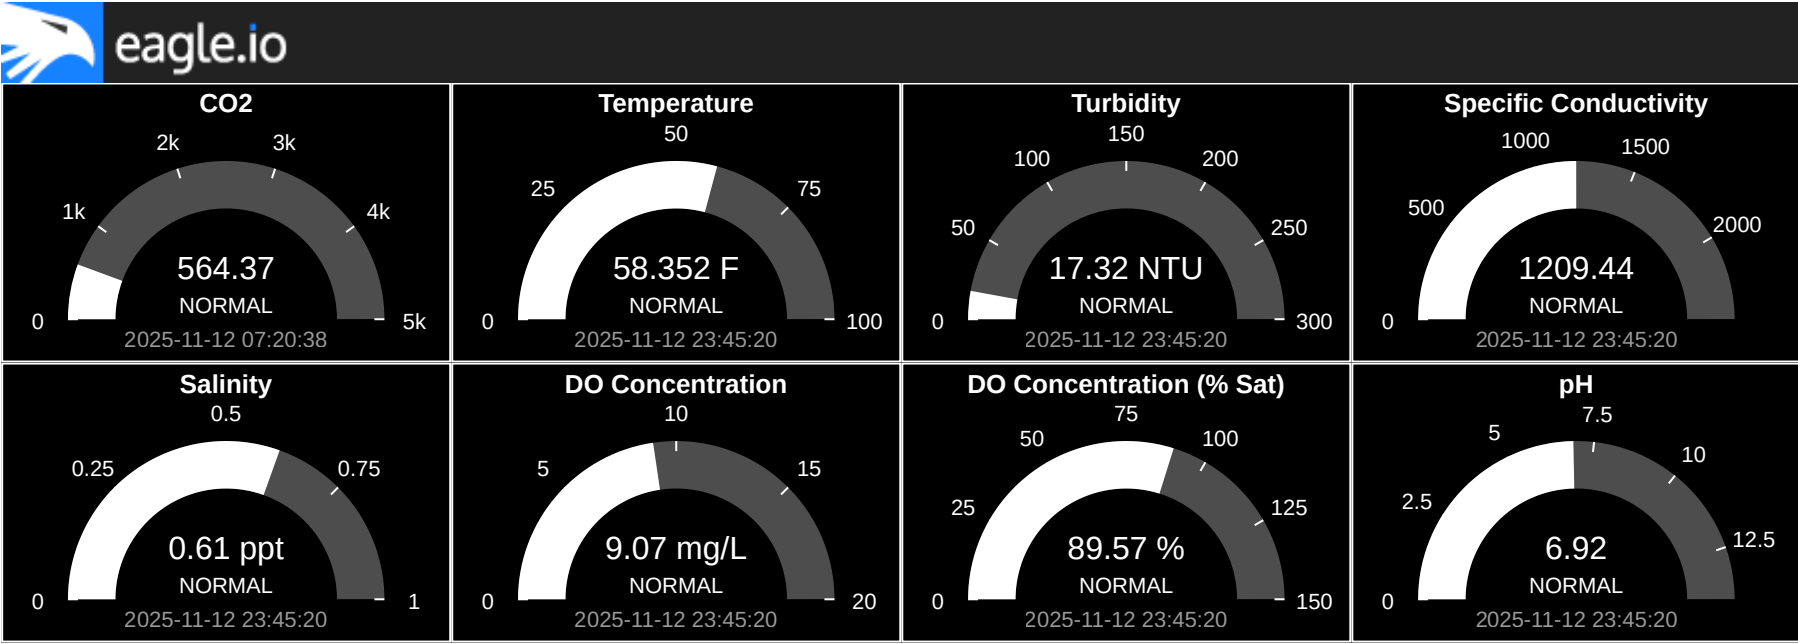 eagle.io
CO2
0
1k
2k
3k
4k
5k
564.37
NORMAL
2025-11-12 07:20:38
Temperature
0
25
50
75
100
58.352 F
NORMAL
2025-11-12 23:45:20
Turbidity
0
50
100
150
200
250
300
17.32 NTU
NORMAL
2025-11-12 23:45:20
Specific Conductivity
0
500
1000
1500
2000
1209.44
NORMAL
2025-11-12 23:45:20
Salinity
0
0.25
0.5
0.75
1
0.61 ppt
NORMAL
2025-11-12 23:45:20
DO Concentration
0
5
10
15
20
9.07 mg/L
NORMAL
2025-11-12 23:45:20
DO Concentration (% Sat)
0
25
50
75
100
125
150
89.57 %
NORMAL
2025-11-12 23:45:20
pH
0
2.5
5
7.5
10
12.5
6.92
NORMAL
2025-11-12 23:45:20